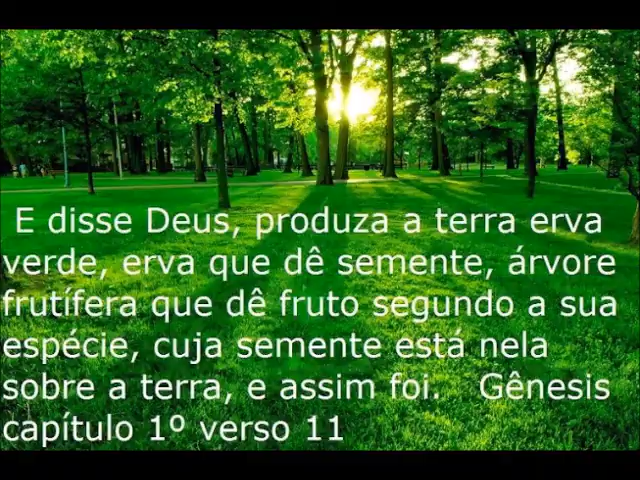 E disse Deus, produza a terra erva
verde, erva que dê semente, árvore
frutífera que dê fruto segundo a sua
espécie, cuja semente está nela
sobre a terra, e assim foi. Gênesis
capítulo 1º verso 11